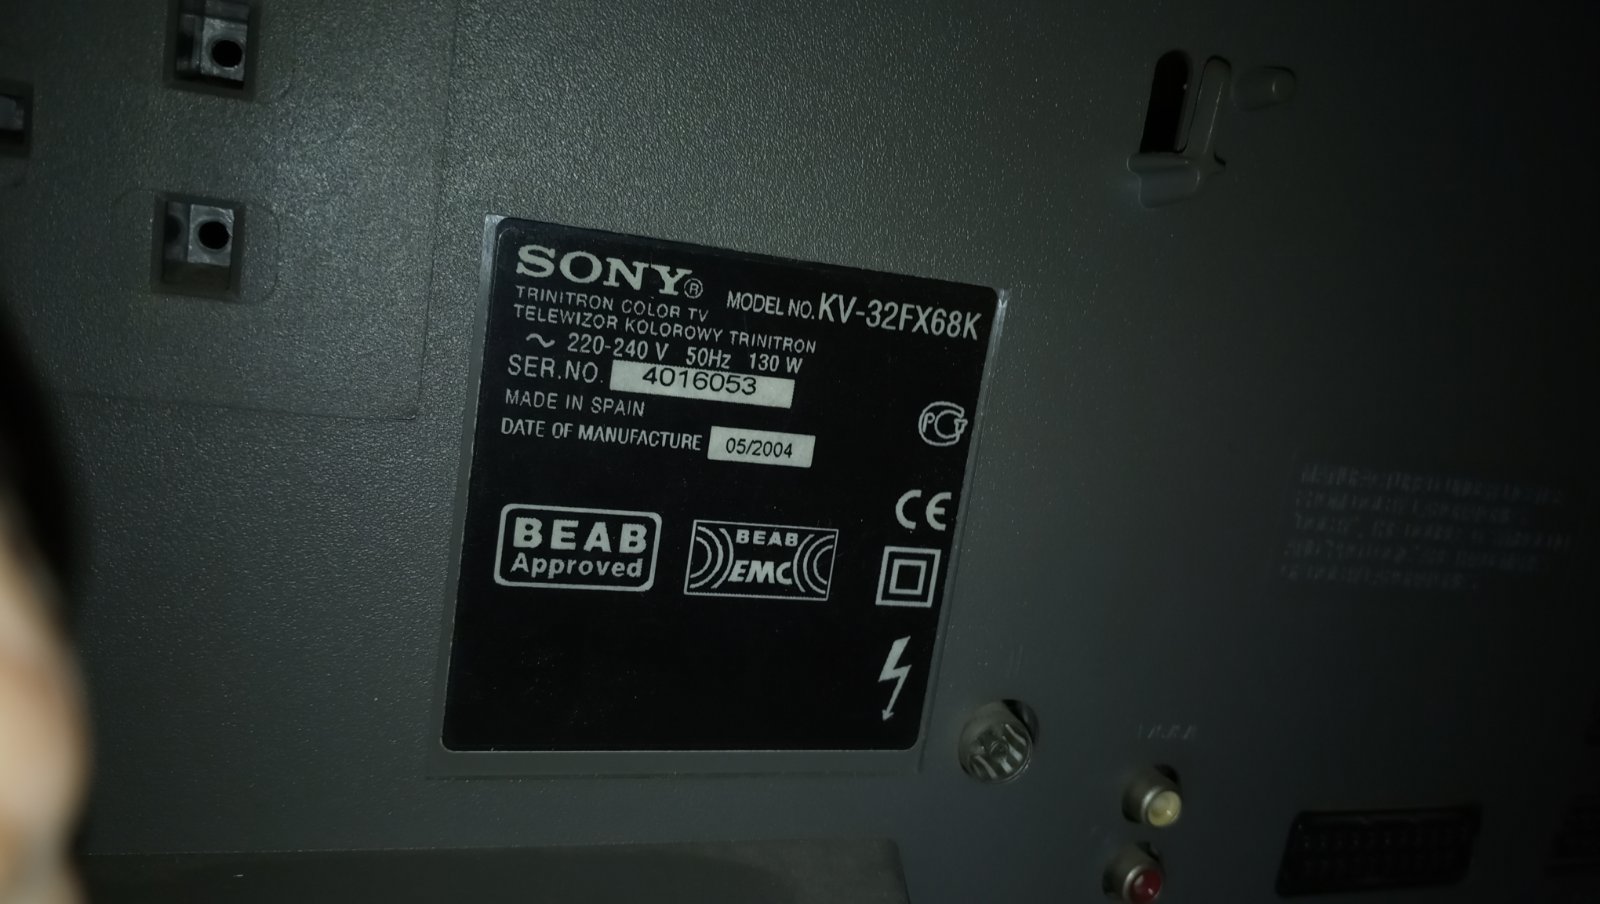 SONY®
MODEL NO. KV-32FX68K
TRINITRON COLOR TV
TELEWIZOR KOLOROWY TRINITRON
~ 220-240 V 50Hz 130 W
SER.NO. 4016053
MADE IN SPAIN
DATE OF MANUFACTURE 05/2004
PCT
CE
BEAB
Approved
BEAB
EMC